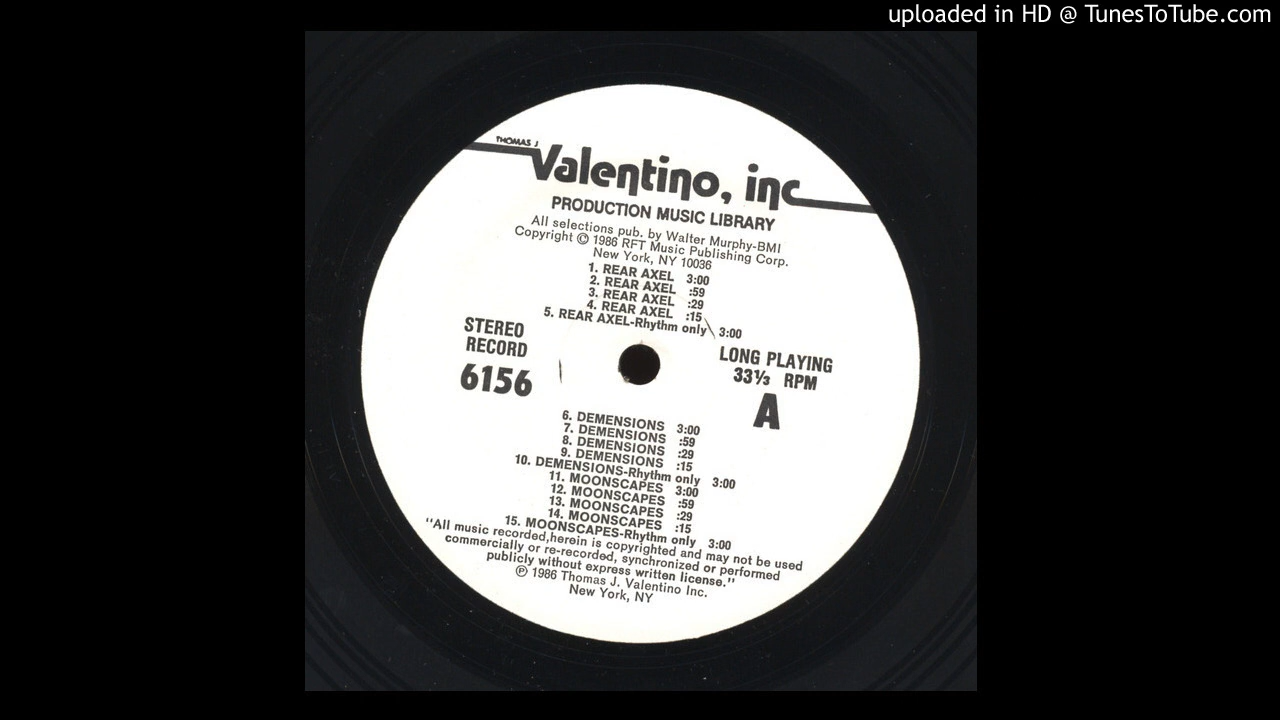 uploaded in HD @ TunesToTube.com
THOMAS J
Valentino, inc
PRODUCTION MUSIC LIBRARY
All selections pub. by Walter Murphy-BMI
Copyright © 1986 RFT Music Publishing Corp.
New York, NY 10036
1. REAR AXEL 3:00
2. REAR AXEL :59
3. REAR AXEL :29
4. REAR AXEL :15
5. REAR AXEL-Rhythm only 3:00
STEREO
RECORD
6156
LONG PLAYING
33⅓ RPM
A
6. DEMENSIONS 3:00
7. DEMENSIONS :59
8. DEMENSIONS :29
9. DEMENSIONS :15
10. DEMENSIONS-Rhythm only 3:00
11. MOONSCAPES 3:00
12. MOONSCAPES :59
13. MOONSCAPES :29
14. MOONSCAPES :15
15. MOONSCAPES-Rhythm only 3:00
"All music recorded,herein is copyrighted and may not be used
commercially or re-recorded, synchronized or performed
publicly without express written license."
℗ 1986 Thomas J. Valentino Inc.
New York, NY